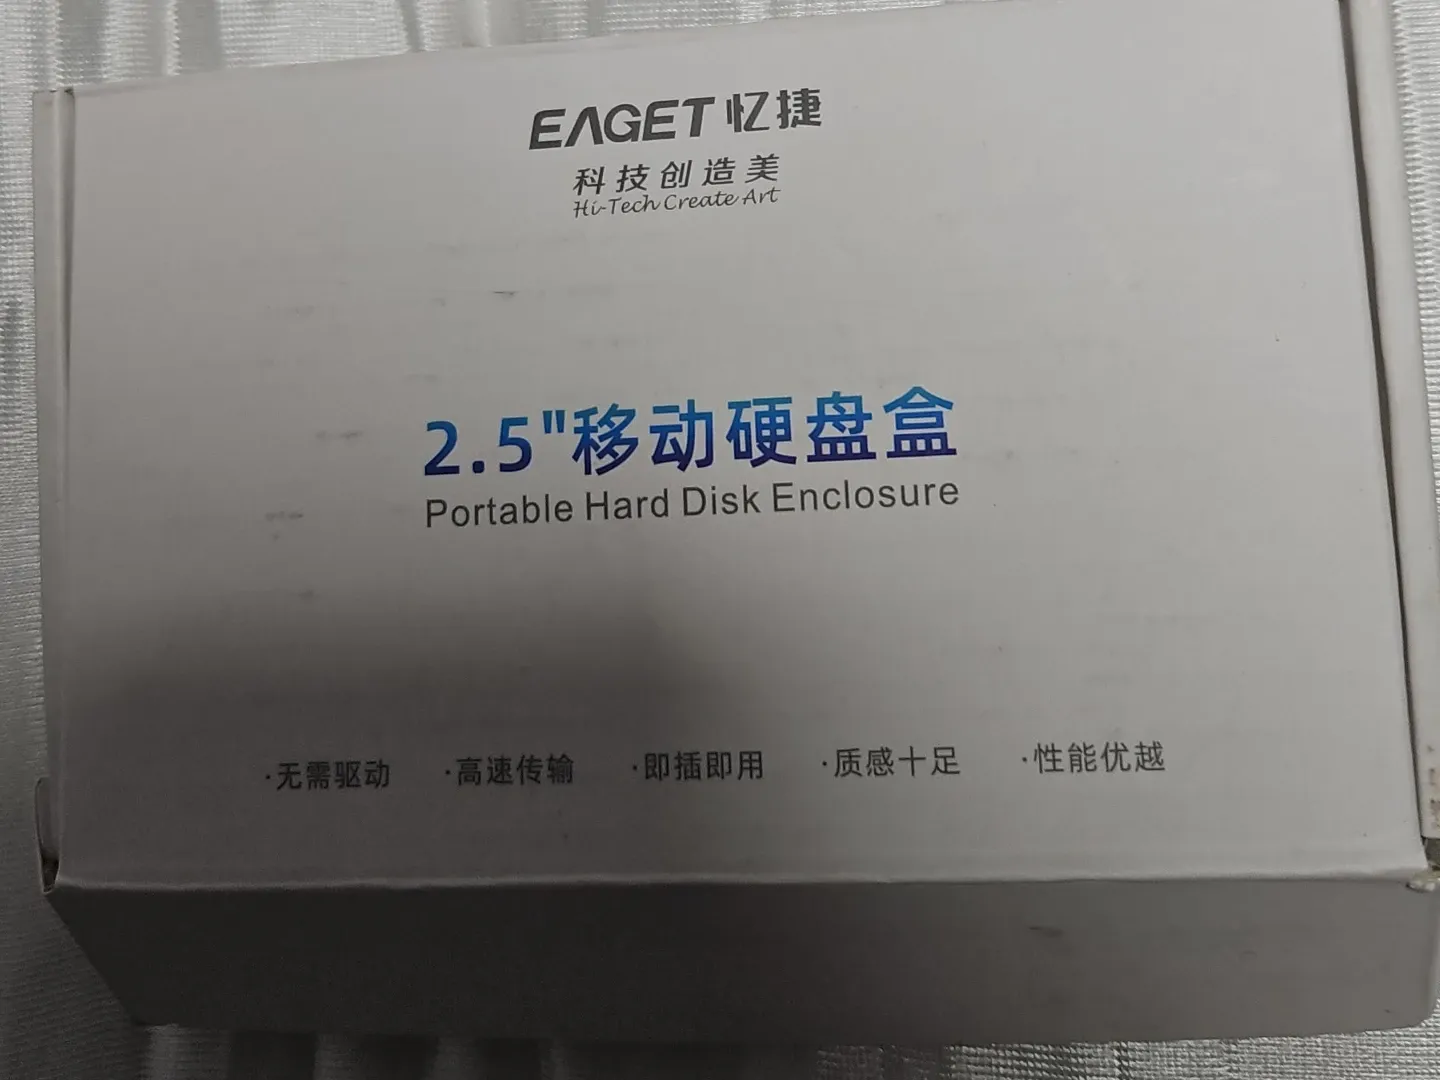 EAGET 忆捷
科技创造美
Hi-Tech Create Art
2.5"移动硬盘盒
Portable Hard Disk Enclosure
·无需驱动 ·高速传输 ·即插即用 ·质感十足 ·性能优越